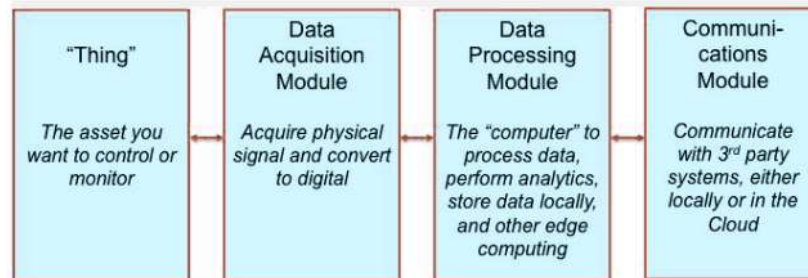 “Thing”
The asset you
want to control or
monitor
Data
Acquisition
Module
Acquire physical
signal and convert
to digital
Data
Processing
Module
The “computer” to
process data,
perform analytics,
store data locally,
and other edge
computing
Communi-
cations
Module
Communicate
with 3rd party
systems, either
locally or in the
Cloud